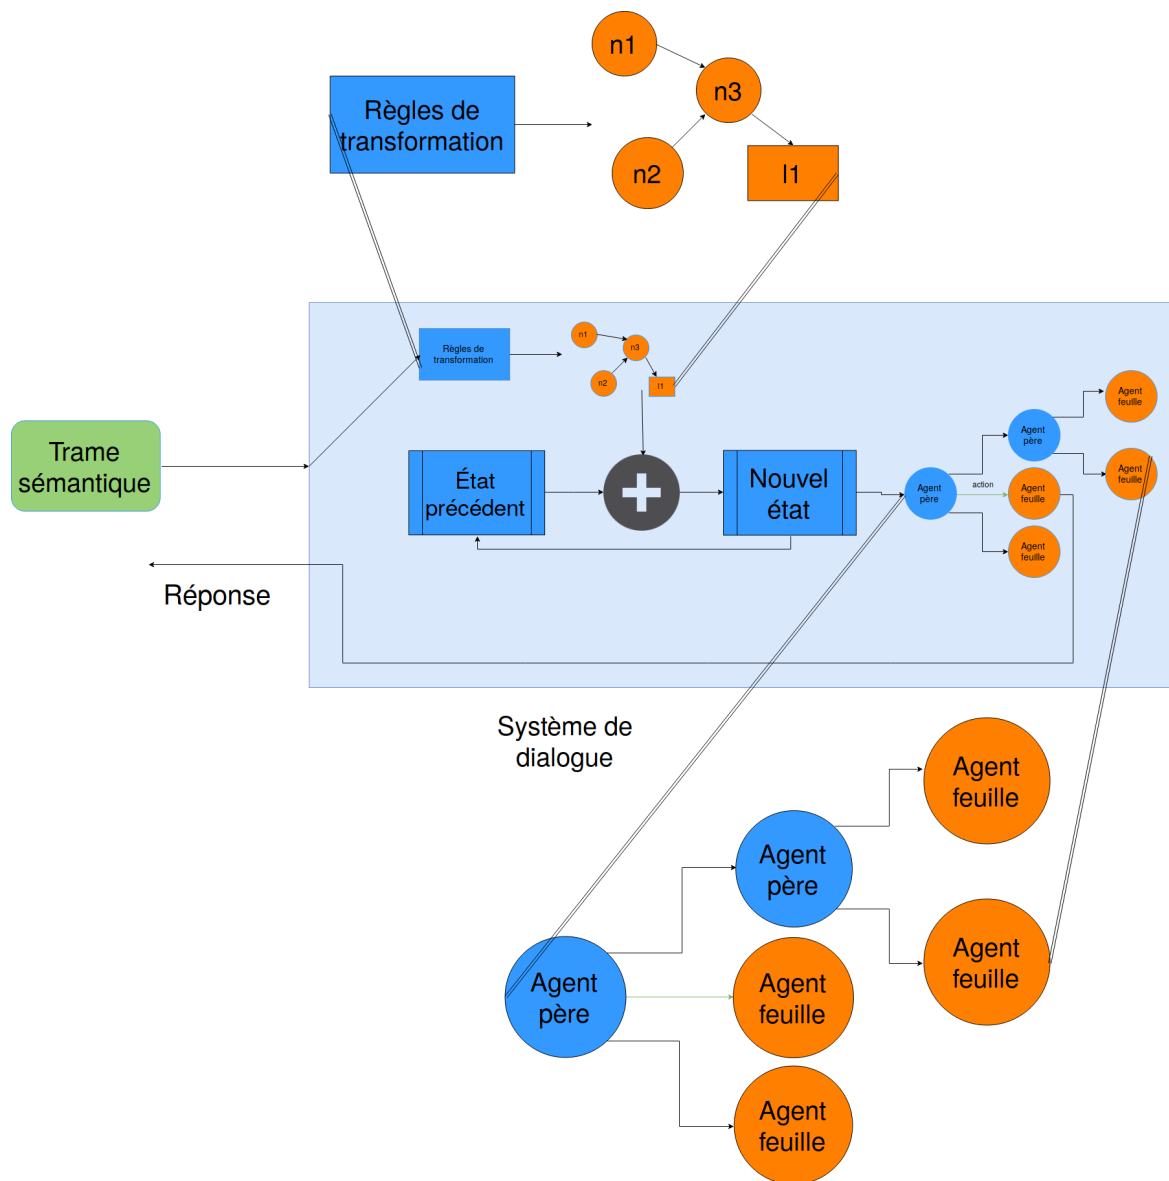 n1
n3
Règles de
transformation
n2
l1
n1
n3
Règles de
transformation
n2
l1
Agent
feuille
Agent
père
Trame
sémantique
État
précédent
Nouvel
état
Agent
père
action
Agent
feuille
Agent
feuille
Agent
feuille
Réponse
Système de
dialogue
Agent
feuille
Agent
père
Agent
feuille
Agent
père
Agent
feuille
Agent
feuille